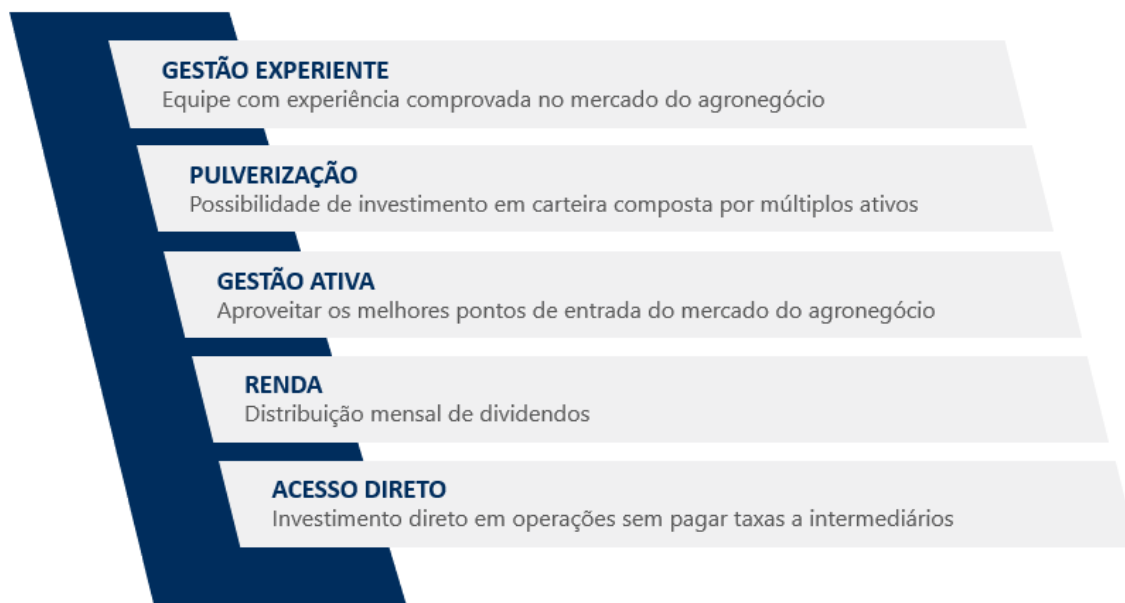 GESTÃO EXPERIENTE
Equipe com experiência comprovada no mercado do agronegócio
PULVERIZAÇÃO
Possibilidade de investimento em carteira composta por múltiplos ativos
GESTÃO ATIVA
Aproveitar os melhores pontos de entrada do mercado do agronegócio
RENDA
Distribuição mensal de dividendos
ACESSO DIRETO
Investimento direto em operações sem pagar taxas a intermediários